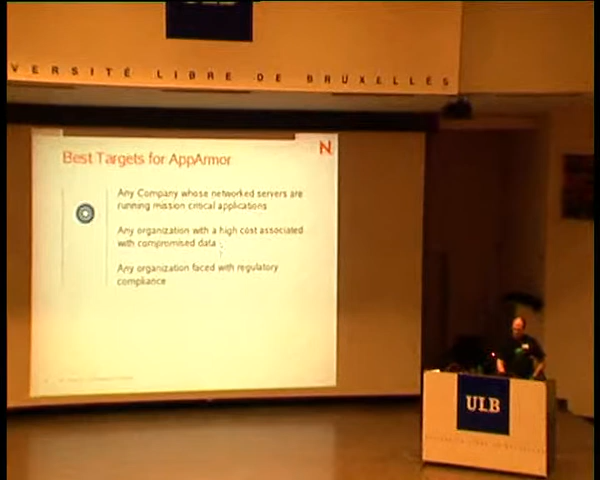 VERSITÉ LIBRE DE BRUXELLES
Best Targets for AppArmor
N
Any Company whose networked servers are
running mission critical applications
Any organization with a high cost associated
with compromised data
Any organization faced with regulatory
compliance
ULB